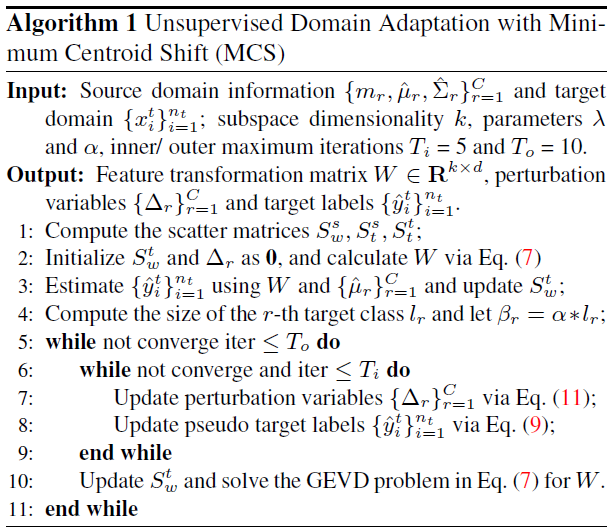 Algorithm 1 Unsupervised Domain Adaptation with Mini-
mum Centroid Shift (MCS)
Input: Source domain information $\{m_r, \hat{\mu}_r, \hat{\Sigma}_r\}_{r=1}^{C}$ and target
domain $\{x_i^t\}_{i=1}^{n_t}$; subspace dimensionality $k$, parameters $\lambda$
and $\alpha$, inner/ outer maximum iterations $T_i = 5$ and $T_o = 10$.
Output: Feature transformation matrix $W \in \mathbf{R}^{k \times d}$, perturbation
variables $\{\Delta_r\}_{r=1}^{C}$ and target labels $\{\hat{y}_i^t\}_{i=1}^{n_t}$.
1: Compute the scatter matrices $S_w^s, S_t^s, S_t^t$;
2: Initialize $S_w^t$ and $\Delta_r$ as $\mathbf{0}$, and calculate $W$ via Eq. (7)
3: Estimate $\{\hat{y}_i^t\}_{i=1}^{n_t}$ using $W$ and $\{\hat{\mu}_r\}_{r=1}^{C}$ and update $S_w^t$;
4: Compute the size of the $r$-th target class $l_r$ and let $\beta_r = \alpha * l_r$;
5: while not converge iter $\leq T_o$ do
6: while not converge and iter $\leq T_i$ do
7: Update perturbation variables $\{\Delta_r\}_{r=1}^{C}$ via Eq. (11);
8: Update pseudo target labels $\{\hat{y}_i^t\}_{i=1}^{n_t}$ via Eq. (9);
9: end while
10: Update $S_w^t$ and solve the GEVD problem in Eq. (7) for $W$.
11: end while